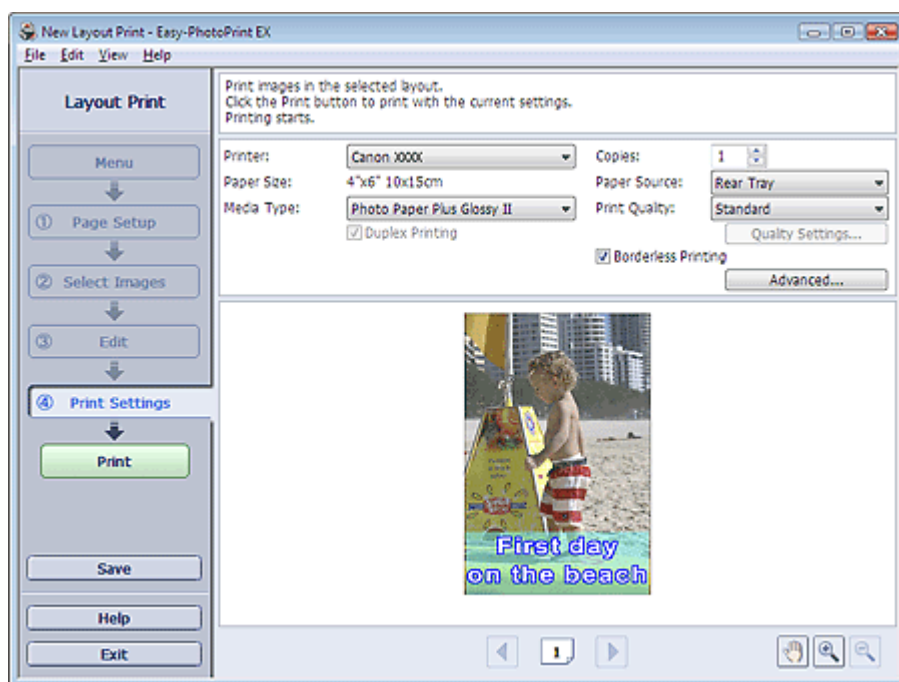 New Layout Print - Easy-PhotoPrint EX
File Edit View Help
Layout Print
Menu
① Page Setup
② Select Images
③ Edit
④ Print Settings
Print
Save
Help
Exit
Print images in the selected layout.
Click the Print button to print with the current settings.
Printing starts.
Printer: Canon XXXX Copies: 1
Paper Size: 4"x6" 10x15cm Paper Source: Rear Tray
Media Type: Photo Paper Plus Glossy II Print Quality: Standard
Duplex Printing Quality Settings...
Borderless Printing
Advanced...
First day
on the beach
1